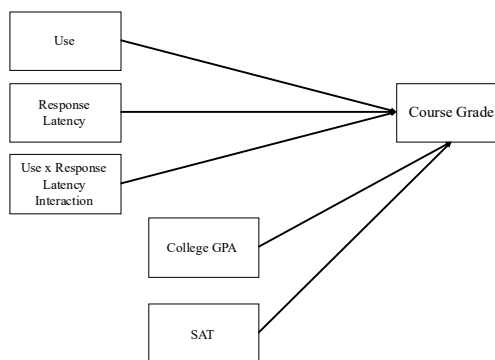 Use
Response
Latency
Course Grade
Use x Response
Latency
Interaction
College GPA
SAT